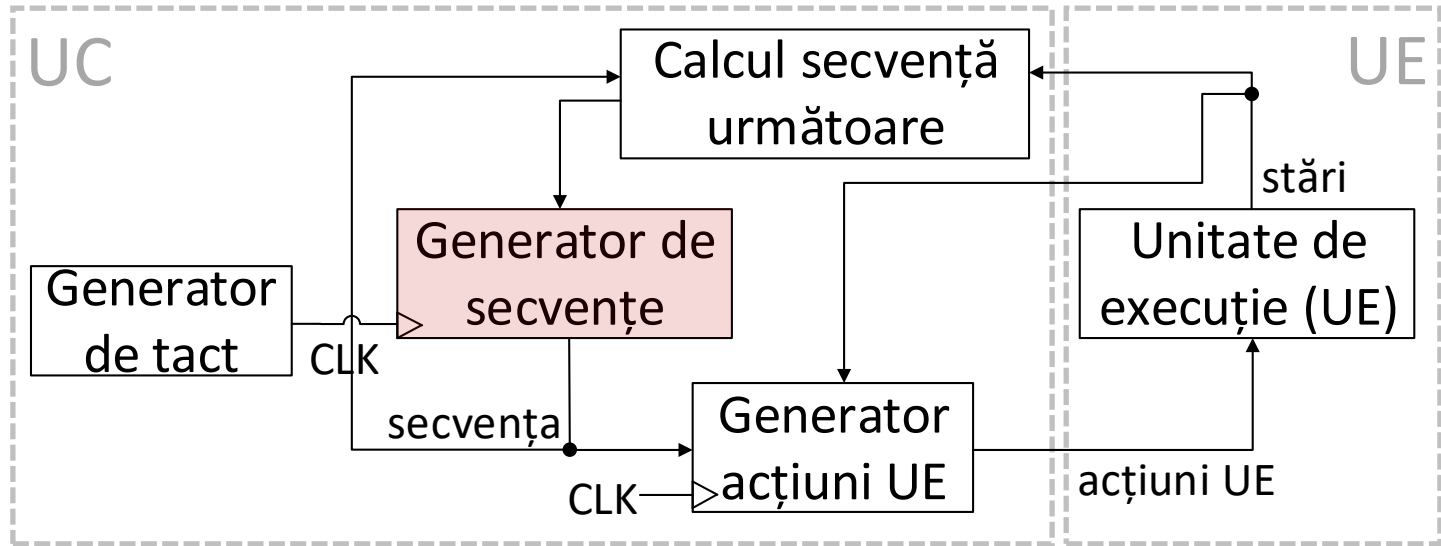 UC
Calcul secvență
următoare
UE
stări
Generator de
secvențe
Unitate de
execuție (UE)
Generator
de tact
CLK
secvența
Generator
acțiuni UE
CLK
acțiuni UE